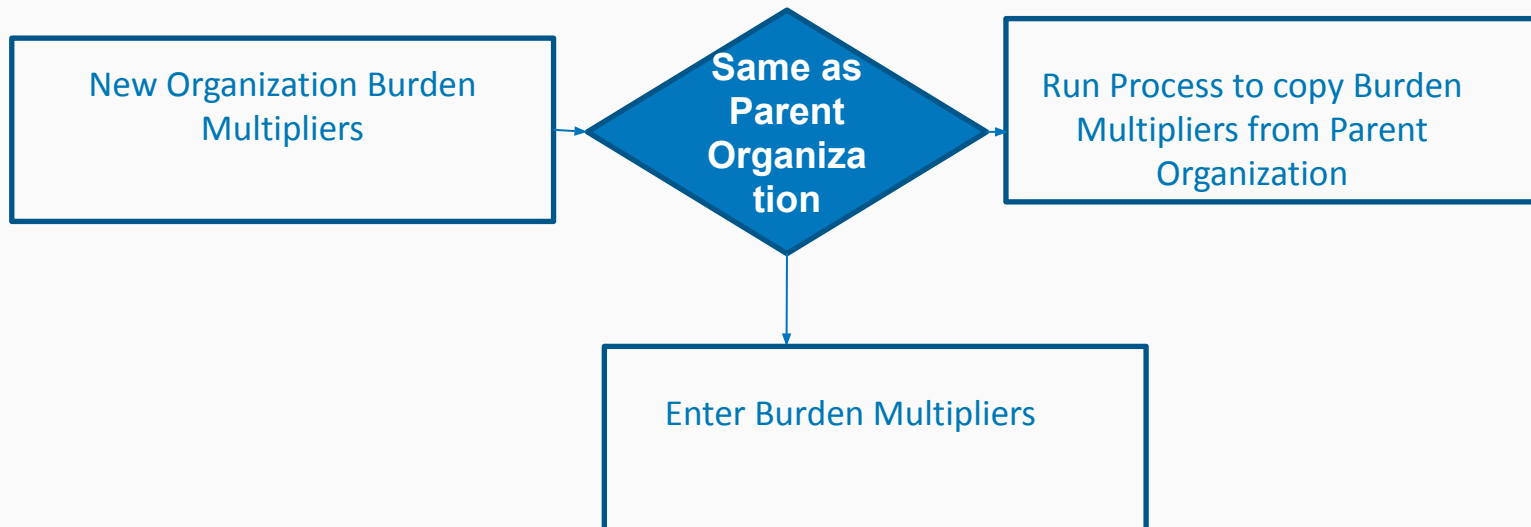 New Organization Burden
Multipliers
Same as
Parent
Organiza
tion
Run Process to copy Burden
Multipliers from Parent
Organization
Enter Burden Multipliers